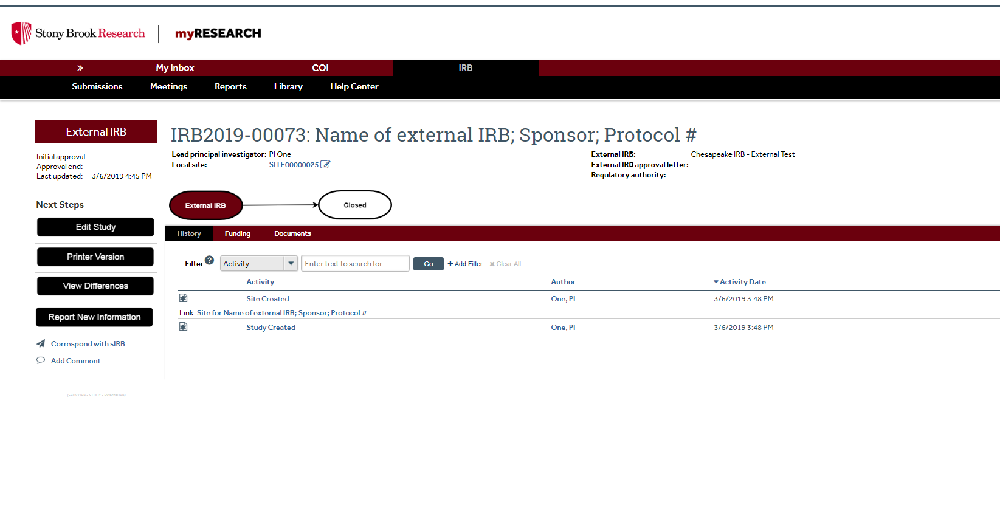 Stony Brook Research
myRESEARCH
» My Inbox COI IRB
Submissions Meetings Reports Library Help Center
External IRB
Initial approval:
Approval end:
Last updated: 3/6/2019 4:45 PM
Next Steps
Edit Study
Printer Version
View Differences
Report New Information
Correspond with sIRB
Add Comment
(SBUv2 IRB - STUDY - External IRB)
IRB2019-00073: Name of external IRB; Sponsor; Protocol #
Lead principal investigator: PI One
Local site: SITE00000025
External IRB: Chesapeake IRB - External Test
External IRB approval letter:
Regulatory authority:
External IRB Closed
History Funding Documents
Filter ? Activity Enter text to search for Go + Add Filter × Clear All
Activity Author Activity Date
Site Created One, PI 3/6/2019 3:48 PM
Link: Site for Name of external IRB; Sponsor; Protocol #
Study Created One, PI 3/6/2019 3:48 PM